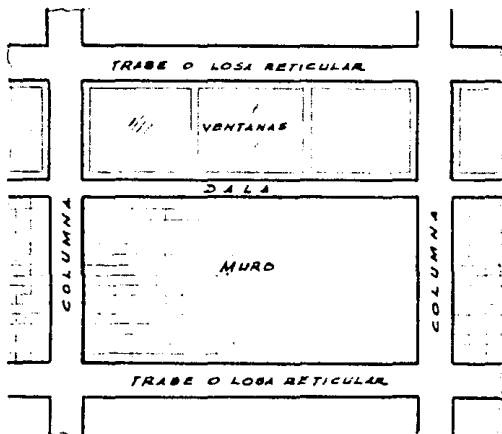 TRABE O LOSA RETICULAR
VENTANAS
DALA
COLUMNA
MURO
COLUMNA
TRABE O LOSA RETICULAR